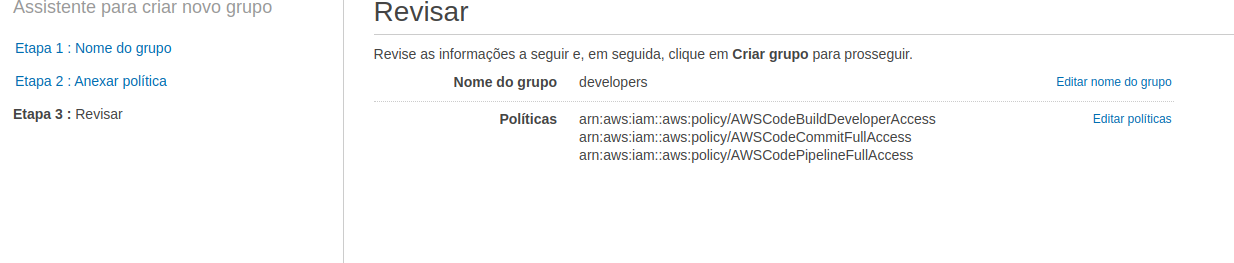 Assistente para criar novo grupo
Etapa 1 : Nome do grupo
Etapa 2 : Anexar política
Etapa 3 : Revisar
Revisar
Revise as informações a seguir e, em seguida, clique em Criar grupo para prosseguir.
Nome do grupo developers Editar nome do grupo
Políticas arn:aws:iam::aws:policy/AWSCodeBuildDeveloperAccess Editar políticas
arn:aws:iam::aws:policy/AWSCodeCommitFullAccess
arn:aws:iam::aws:policy/AWSCodePipelineFullAccess